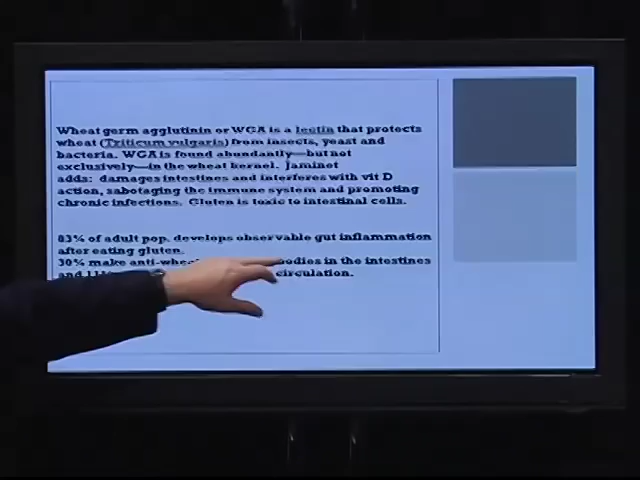 Wheat germ agglutinin or WGA is a lectin that protects
wheat (Triticum vulgaris) from insects, yeast and
bacteria. WGA is found abundantly—but not
exclusively—in the wheat kernel. Jaminet
adds: damages intestines and interferes with vit D
action, sabotaging the immune system and promoting
chronic infections. Gluten is toxic to intestinal cells.
83% of adult pop. develops observable gut inflammation
after eating gluten.
30% make in the intestines
and circulation.